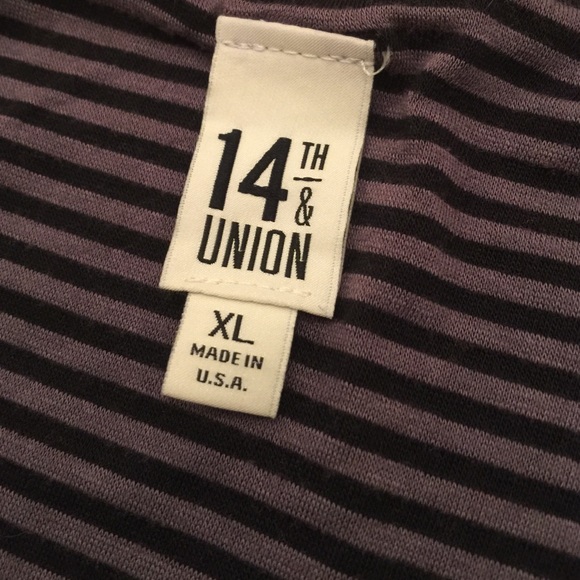 14TH
&
UNION
XL
MADE IN
U.S.A.